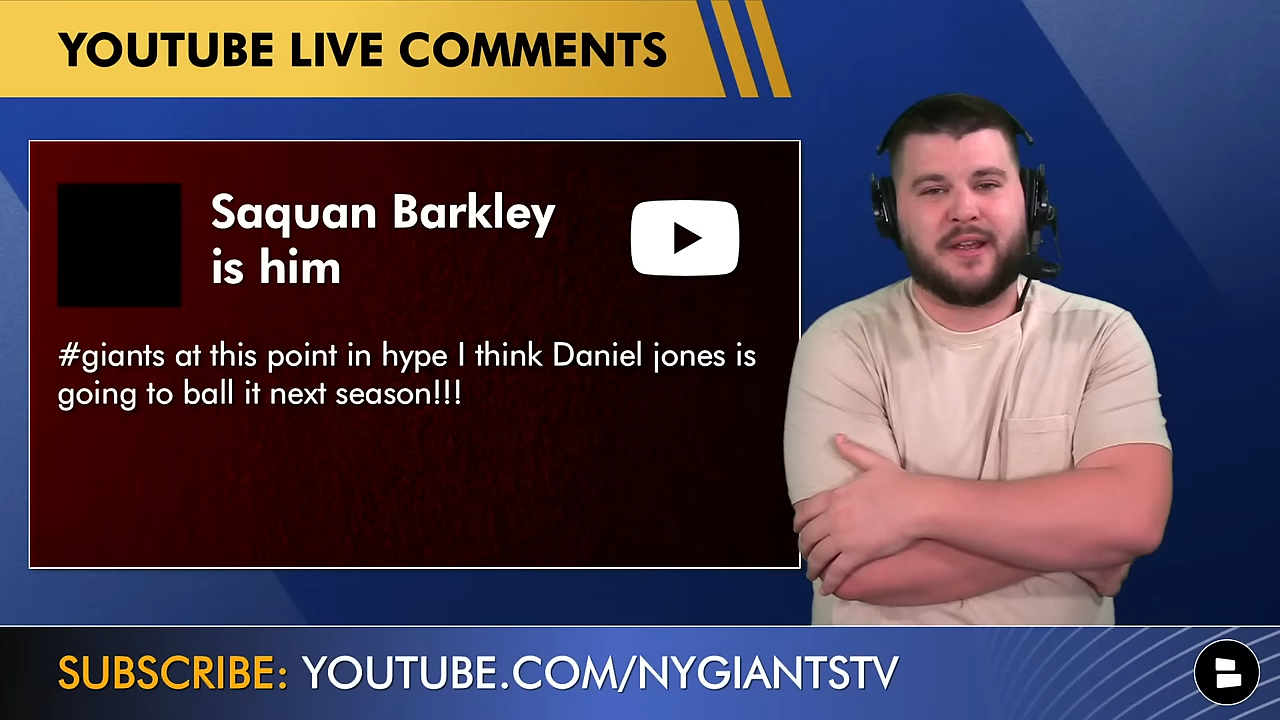 YOUTUBE LIVE COMMENTS
Saquan Barkley
is him
#giants at this point in hype I think Daniel jones is
going to ball it next season!!!
SUBSCRIBE: YOUTUBE.COM/NYGIANTSTV